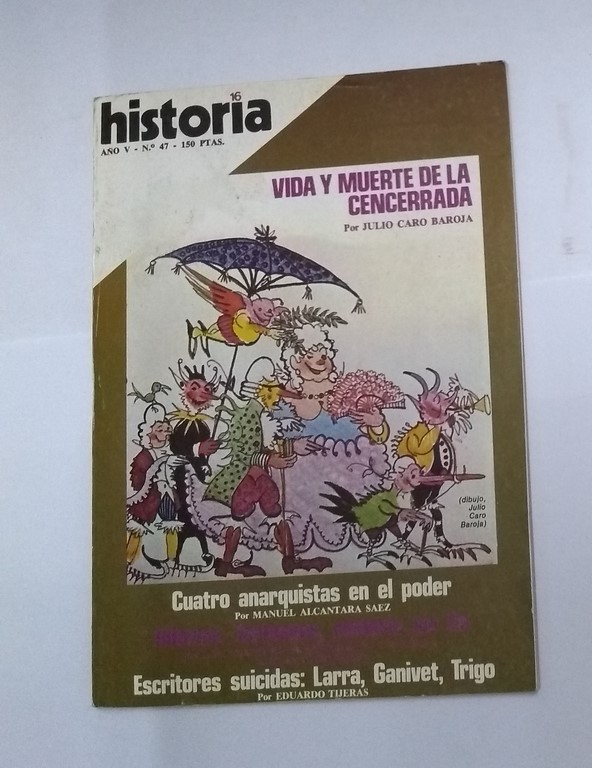 16
historia
AÑO V - N.º 47 - 150 PTAS.
VIDA Y MUERTE DE LA
CENCERRADA
Por JULIO CARO BAROJA
(dibujo,
Julio
Caro
Baroja)
Cuatro anarquistas en el poder
Por MANUEL ALCANTARA SAEZ
Escritores suicidas: Larra, Ganivet, Trigo
Por EDUARDO TIJERAS